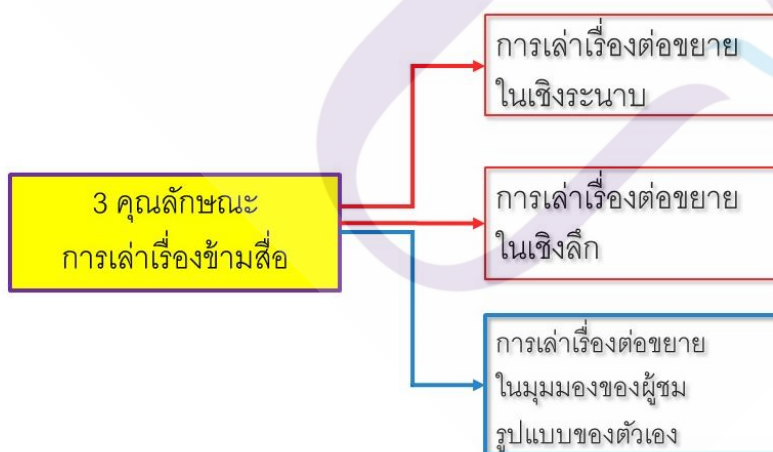 การเล่าเรื่องต่อขยาย
ในเชิงระนาบ
3 คุณลักษณะ
การเล่าเรื่องข้ามสื่อ
การเล่าเรื่องต่อขยาย
ในเชิงลึก
การเล่าเรื่องต่อขยาย
ในมุมมองของผู้ชม
รูปแบบของตัวเอง